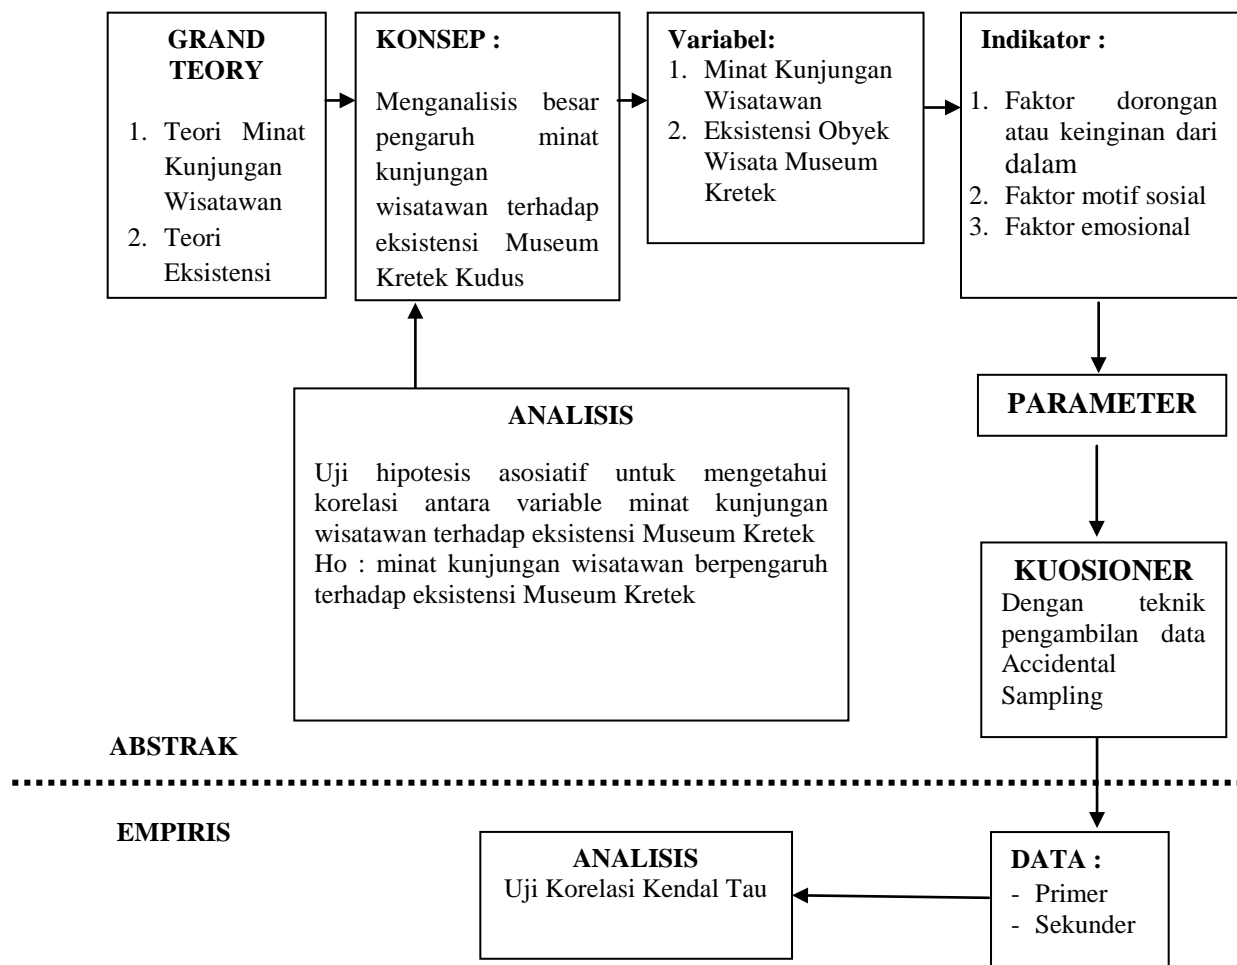 GRAND
TEORY
1. Teori Minat
Kunjungan
Wisatawan
2. Teori
Eksistensi
KONSEP :
Menganalisis besar
pengaruh minat
kunjungan
wisatawan terhadap
eksistensi Museum
Kretek Kudus
Variabel:
1. Minat Kunjungan
Wisatawan
2. Eksistensi Obyek
Wisata Museum
Kretek
Indikator :
1. Faktor dorongan
atau keinginan dari
dalam
2. Faktor motif sosial
3. Faktor emosional
ANALISIS
Uji hipotesis asosiatif untuk mengetahui
korelasi antara variable minat kunjungan
wisatawan terhadap eksistensi Museum Kretek
Ho : minat kunjungan wisatawan berpengaruh
terhadap eksistensi Museum Kretek
PARAMETER
KUOSIONER
Dengan teknik
pengambilan data
Accidental
Sampling
ABSTRAK
EMPIRIS
ANALISIS
Uji Korelasi Kendal Tau
DATA :
- Primer
- Sekunder